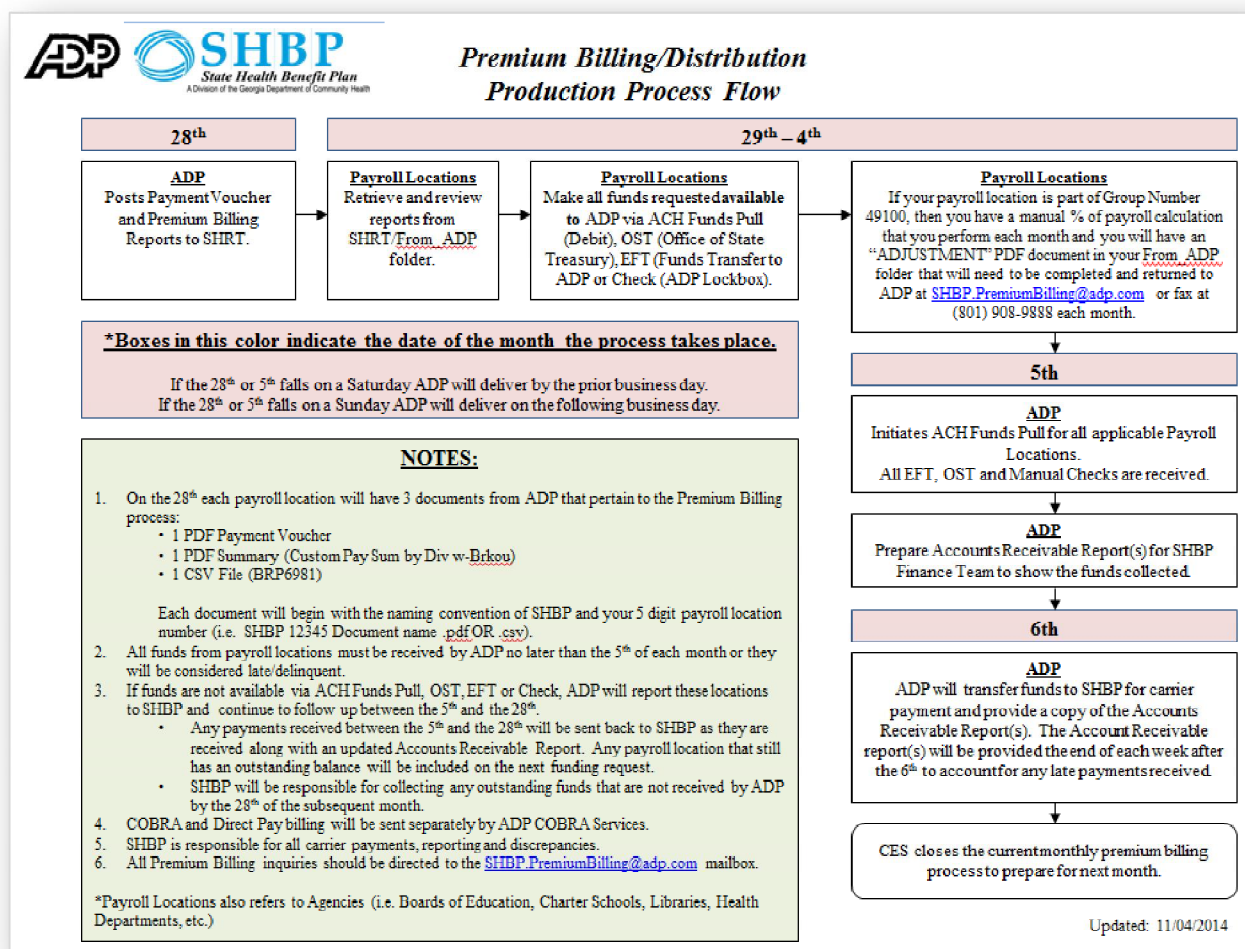 ADP
SHBP
State Health Benefit Plan
A Division of the Georgia Department of Community Health
Premium Billing/Distribution
Production Process Flow
28th
29th – 4th
ADP
Posts Payment Voucher
and Premium Billing
Reports to SHRT.
Payroll Locations
Retrieve and review
reports from
SHRT/From_ADP
folder.
Payroll Locations
Make all funds requested available
to ADP via ACH Funds Pull
(Debit), OST (Office of State
Treasury), EFT (Funds Transfer to
ADP or Check (ADP Lockbox).
Payroll Locations
If your payroll location is part of Group Number
49100, then you have a manual % of payroll calculation
that you perform each month and you will have an
"ADJUSTMENT" PDF document in your From_ADP
folder that will need to be completed and returned to
ADP at SHBP.PremiumBilling@adp.com or fax at
(801) 908-9888 each month.
*Boxes in this color indicate the date of the month the process takes place.
If the 28th or 5th falls on a Saturday ADP will deliver by the prior business day.
If the 28th or 5th falls on a Sunday ADP will deliver on the following business day.
5th
ADP
Initiates ACH Funds Pull for all applicable Payroll
Locations.
All EFT, OST and Manual Checks are received.
ADP
Prepare Accounts Receivable Report(s) for SHBP
Finance Team to show the funds collected.
6th
ADP
ADP will transfer funds to SHBP for carrier
payment and provide a copy of the Accounts
Receivable Report(s). The Account Receivable
report(s) will be provided the end of each week after
the 6th to account for any late payments received.
CES closes the current monthly premium billing
process to prepare for next month.
NOTES:
1. On the 28th each payroll location will have 3 documents from ADP that pertain to the Premium Billing
process:
• 1 PDF Payment Voucher
• 1 PDF Summary (Custom Pay Sum by Div w-Brkou)
• 1 CSV File (BRP6981)
Each document will begin with the naming convention of SHBP and your 5 digit payroll location
number (i.e. SHBP 12345 Document name .pdf OR .csv).
2. All funds from payroll locations must be received by ADP no later than the 5th of each month or they
will be considered late/delinquent.
3. If funds are not available via ACH Funds Pull, OST, EFT or Check, ADP will report these locations
to SHBP and continue to follow up between the 5th and the 28th.
• Any payments received between the 5th and the 28th will be sent back to SHBP as they are
received along with an updated Accounts Receivable Report. Any payroll location that still
has an outstanding balance will be included on the next funding request.
• SHBP will be responsible for collecting any outstanding funds that are not received by ADP
by the 28th of the subsequent month.
4. COBRA and Direct Pay billing will be sent separately by ADP COBRA Services.
5. SHBP is responsible for all carrier payments, reporting and discrepancies.
6. All Premium Billing inquiries should be directed to the SHBP.PremiumBilling@adp.com mailbox.
*Payroll Locations also refers to Agencies (i.e. Boards of Education, Charter Schools, Libraries, Health
Departments, etc.)
Updated: 11/04/2014